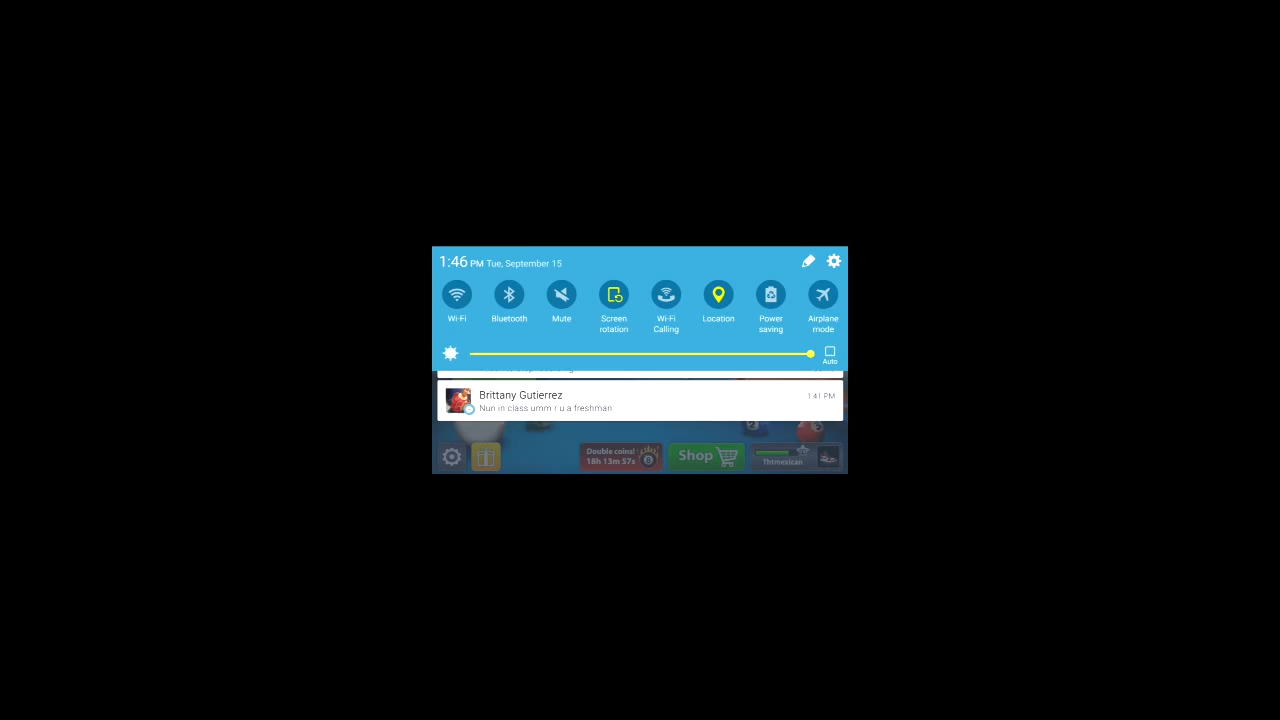 1:46 PM Tue, September 15
Wi-Fi Bluetooth Mute Screen rotation Wi-Fi Calling Location Power saving Airplane mode
Auto
Brittany Gutierrez 1:41 PM
Nun in class umm r u a freshman
Double coins!
18h 13m 57s
Shop
Thtmexican